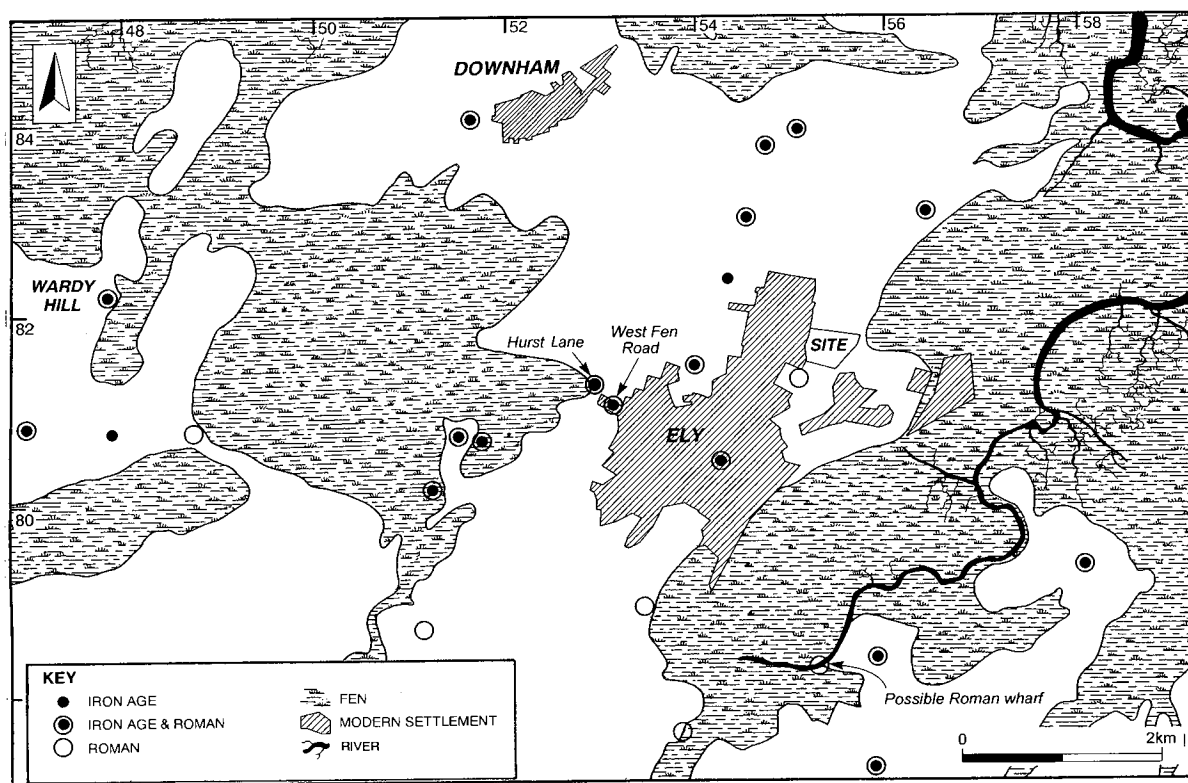 48
50
52
54
56
58
DOWNHAM
84
WARDY
HILL
82
Hurst Lane
West Fen
Road
SITE
ELY
80
Possible Roman wharf
KEY
IRON AGE
IRON AGE & ROMAN
ROMAN
FEN
MODERN SETTLEMENT
RIVER
0
2km